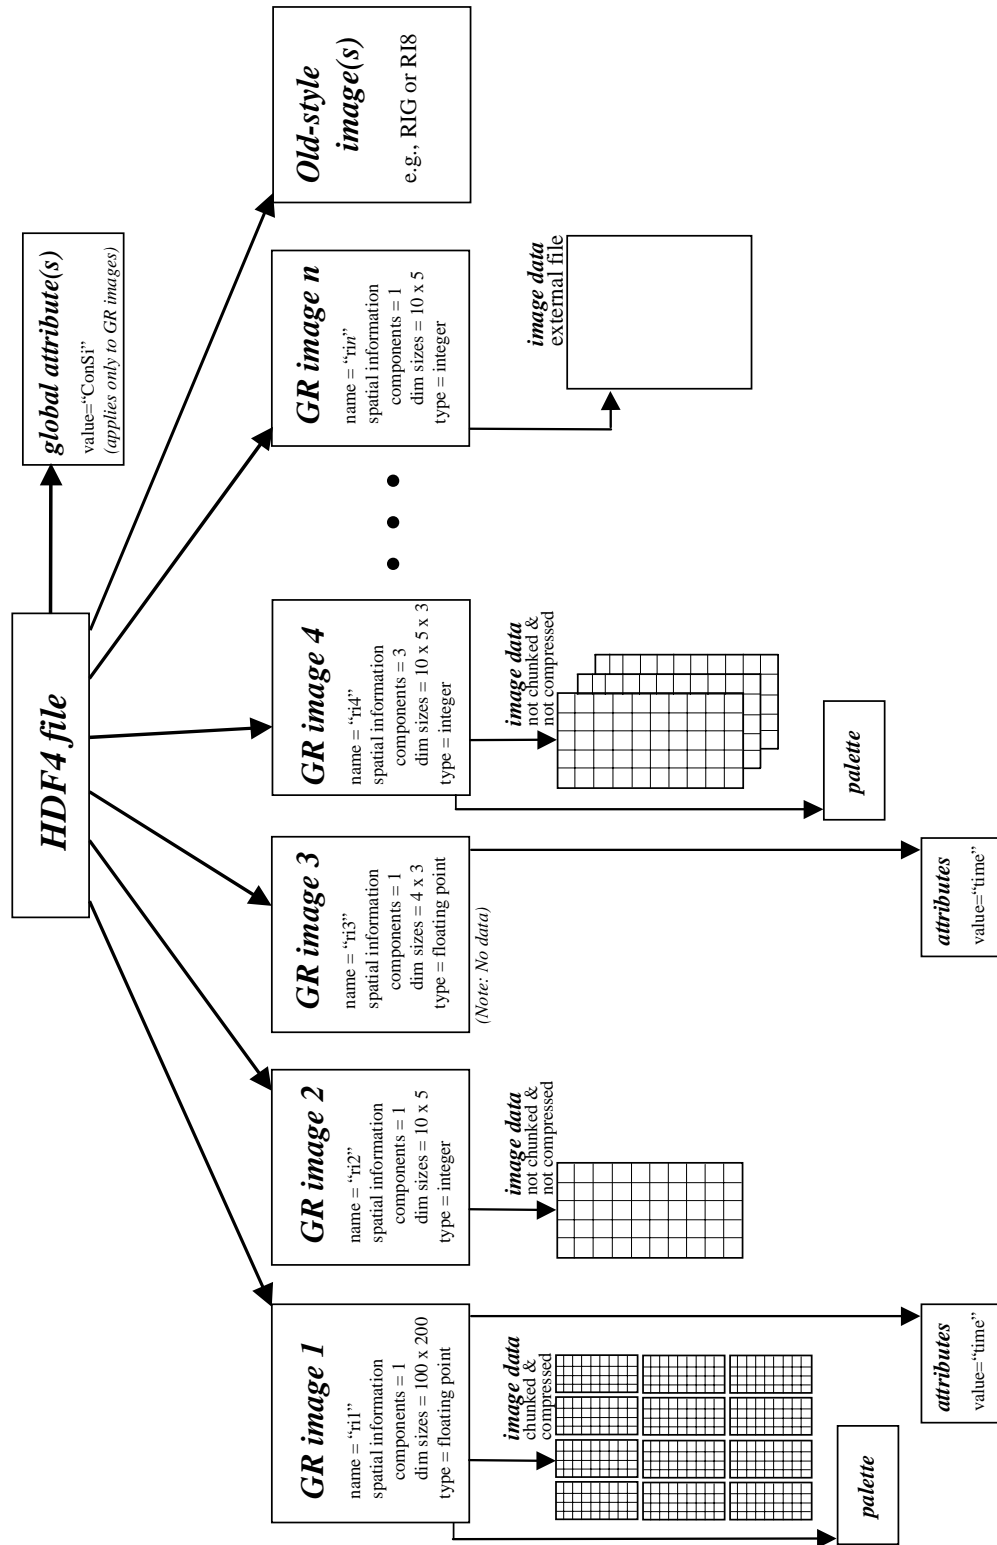 HDF4 file
global attribute(s)
value=“ConSi”
(applies only to GR images)
GR image 1
name = “ri1”
spatial information
components = 1
dim sizes = 100 x 200
type = floating point
GR image 2
name = “ri2”
spatial information
components = 1
dim sizes = 10 x 5
type = integer
GR image 3
name = “ri3”
spatial information
components = 1
dim sizes = 4 x 3
type = floating point
(Note: No data)
GR image 4
name = “ri4”
spatial information
components = 3
dim sizes = 10 x 5 x 3
type = integer
• • •
GR image n
name = “rin”
spatial information
components = 1
dim sizes = 10 x 5
type = integer
Old-style
image(s)
e.g., RIG or RI8
image data
chunked &
compressed
image data
not chunked &
not compressed
image data
not chunked &
not compressed
image data
external file
palette
attributes
value=“time”
attributes
value=“time”
palette